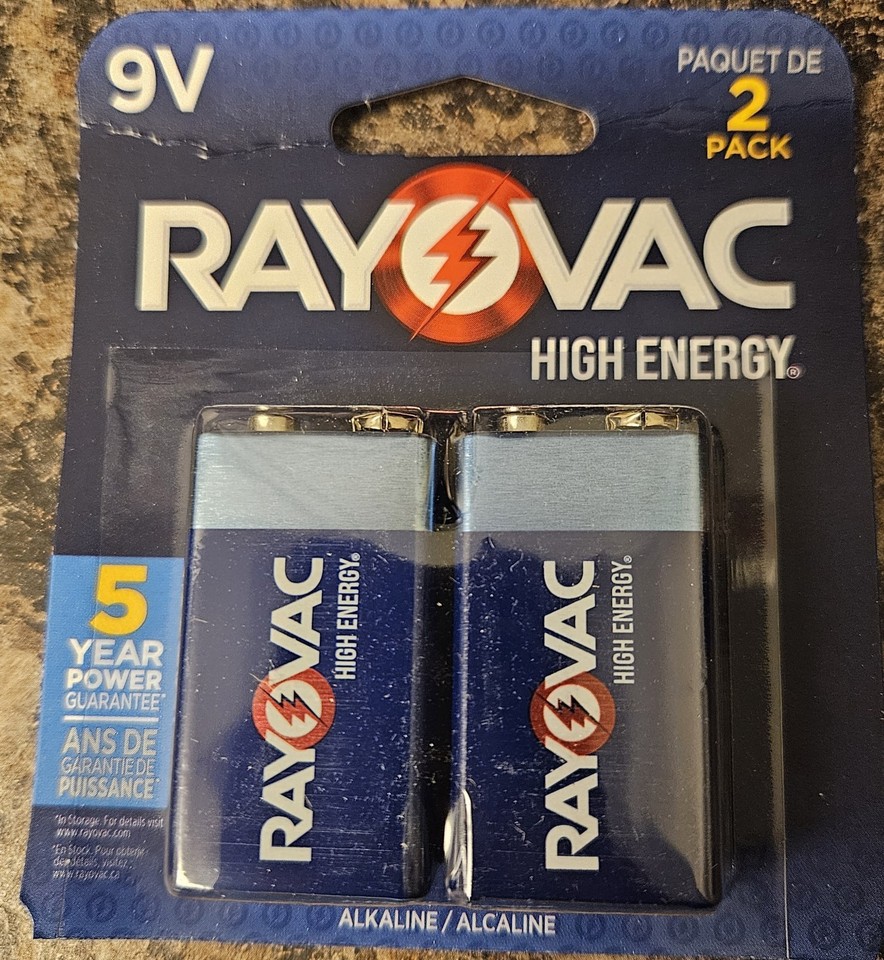 9V
PAQUET DE
2
PACK
RAYOVAC
HIGH ENERGY®
RAYOVAC
HIGH ENERGY®
RAYOVAC
HIGH ENERGY®
5
YEAR
POWER
GUARANTEE*
ANS DE
GARANTIE DE
PUISSANCE*
*In Storage. For details visit
www.rayovac.com
*En Stock. Pour obtenir
des détails, visitez
www.rayovac.ca
ALKALINE / ALCALINE